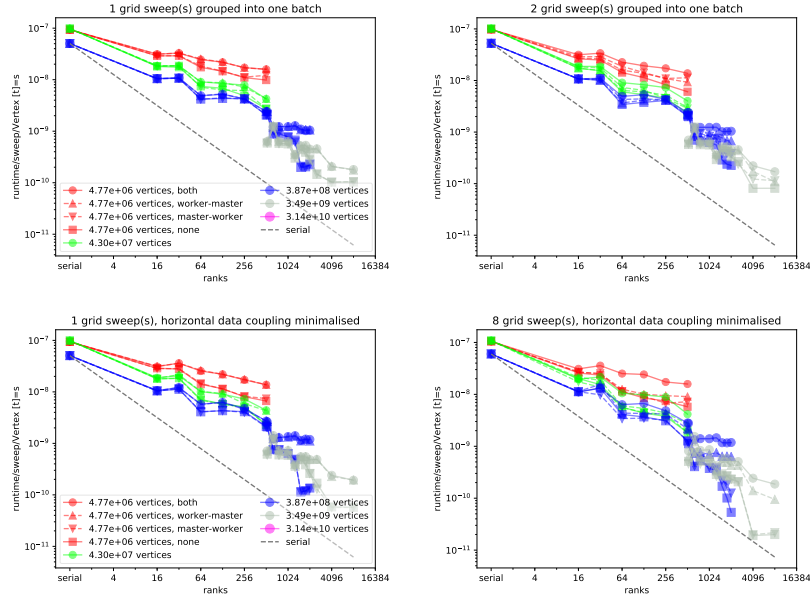 1 grid sweep(s) grouped into one batch
runtime/sweep/Vertex [t]=s
10⁻⁷
10⁻⁸
10⁻⁹
10⁻¹⁰
10⁻¹¹
4.77e+06 vertices, both
4.77e+06 vertices, worker-master
4.77e+06 vertices, master-worker
4.77e+06 vertices, none
4.30e+07 vertices
3.87e+08 vertices
3.49e+09 vertices
3.14e+10 vertices
serial
serial 4 16 64 256 1024 4096 16384
ranks
2 grid sweep(s) grouped into one batch
runtime/sweep/Vertex [t]=s
10⁻⁷
10⁻⁸
10⁻⁹
10⁻¹⁰
10⁻¹¹
serial 4 16 64 256 1024 4096 16384
ranks
1 grid sweep(s), horizontal data coupling minimalised
runtime/sweep/Vertex [t]=s
10⁻⁷
10⁻⁸
10⁻⁹
10⁻¹⁰
10⁻¹¹
4.77e+06 vertices, both
4.77e+06 vertices, worker-master
4.77e+06 vertices, master-worker
4.77e+06 vertices, none
4.30e+07 vertices
3.87e+08 vertices
3.49e+09 vertices
3.14e+10 vertices
serial
serial 4 16 64 256 1024 4096 16384
ranks
8 grid sweep(s), horizontal data coupling minimalised
runtime/sweep/Vertex [t]=s
10⁻⁷
10⁻⁸
10⁻⁹
10⁻¹⁰
10⁻¹¹
serial 4 16 64 256 1024 4096 16384
ranks